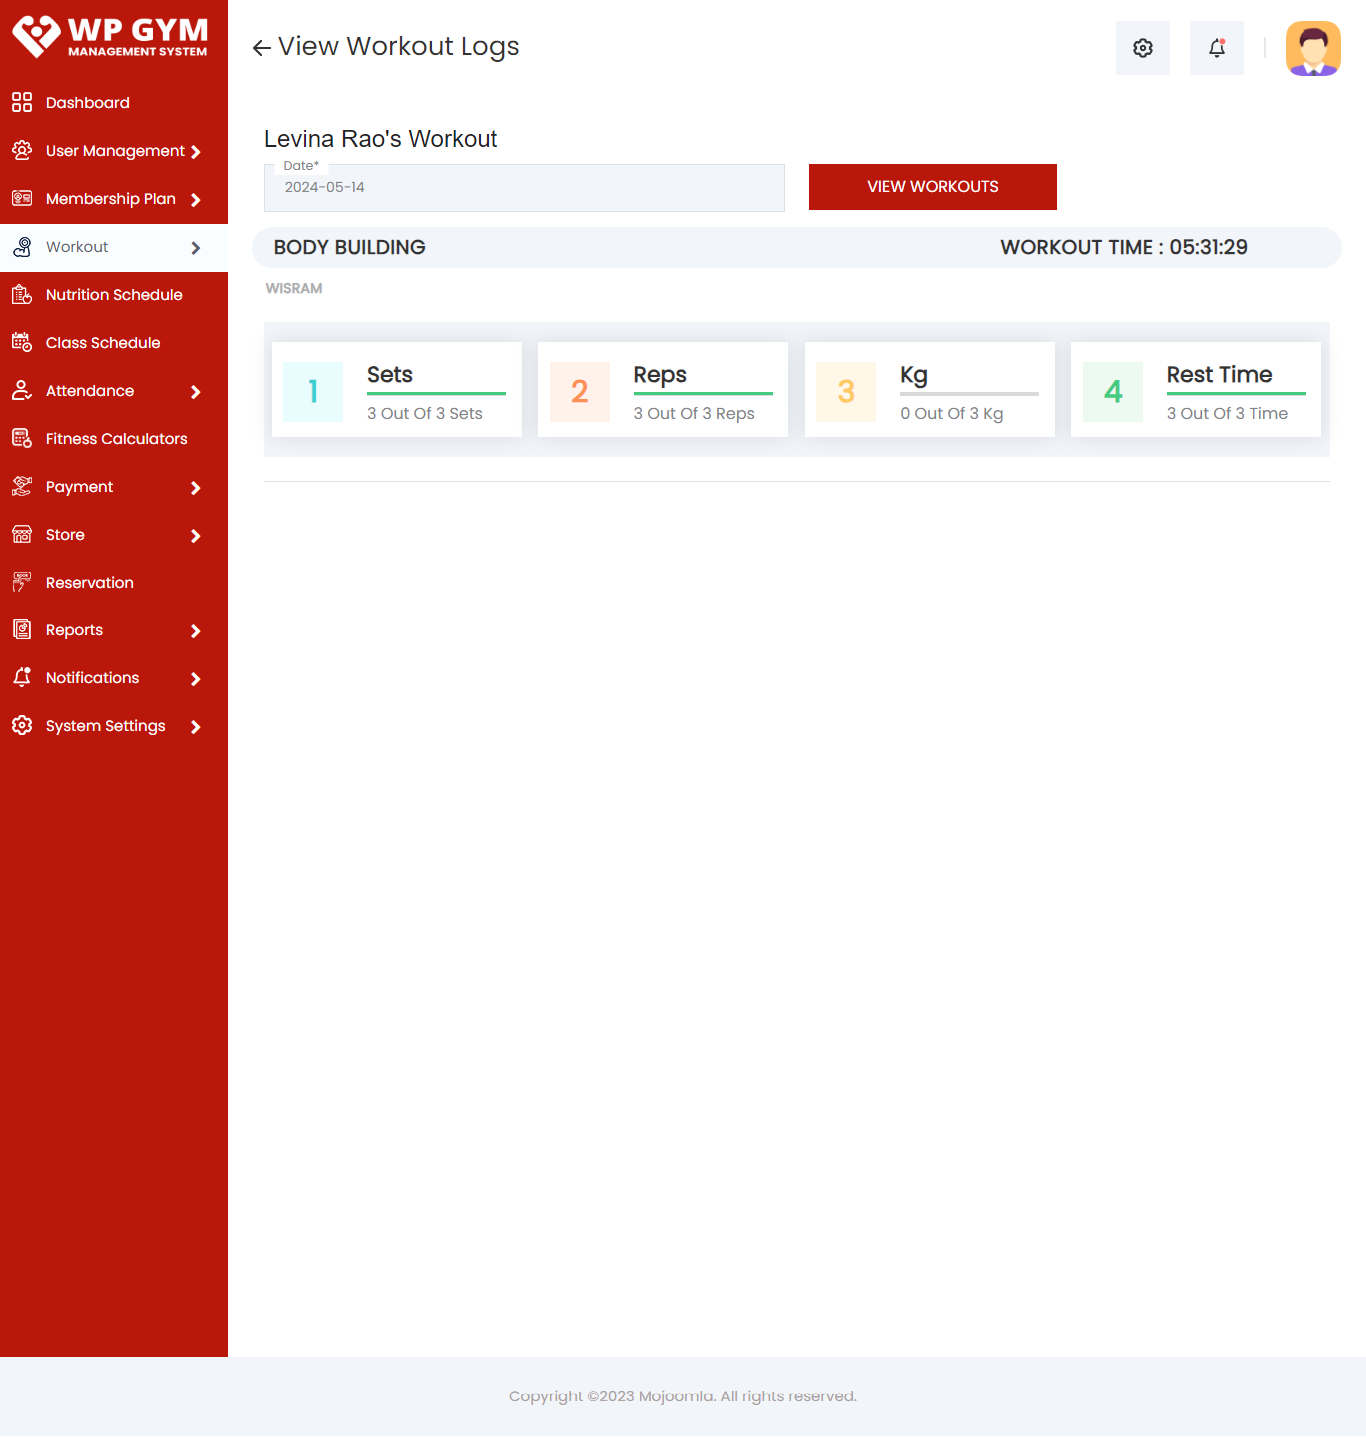 WP GYM
MANAGEMENT SYSTEM
Dashboard
User Management
Membership Plan
Workout
Nutrition Schedule
Class Schedule
Attendance
Fitness Calculators
Payment
Store
Reservation
Reports
Notifications
System Settings
View Workout Logs
Levina Rao's Workout
Date*
2024-05-14
VIEW WORKOUTS
BODY BUILDING
WORKOUT TIME : 05:31:29
WISRAM
1
Sets
3 Out Of 3 Sets
2
Reps
3 Out Of 3 Reps
3
Kg
0 Out Of 3 Kg
4
Rest Time
3 Out Of 3 Time
Copyright ©2023 Mojoomla. All rights reserved.